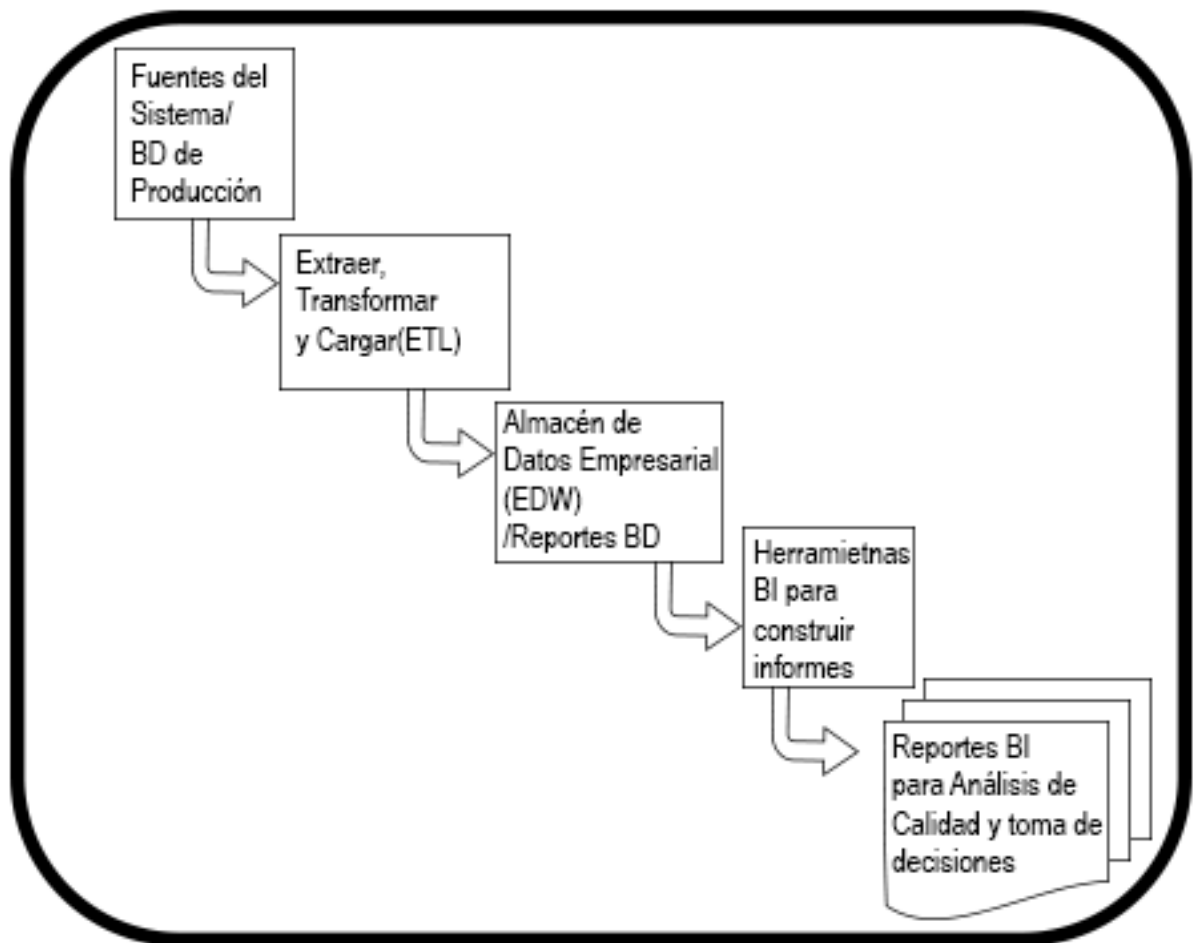 Fuentes del
Sistema/
BD de
Producción
Extraer,
Transformar
y Cargar(ETL)
Almacén de
Datos Empresarial
(EDW)
/Reportes BD
Herramietnas
BI para
construir
informes
Reportes BI
para Análisis de
Calidad y toma de
decisiones